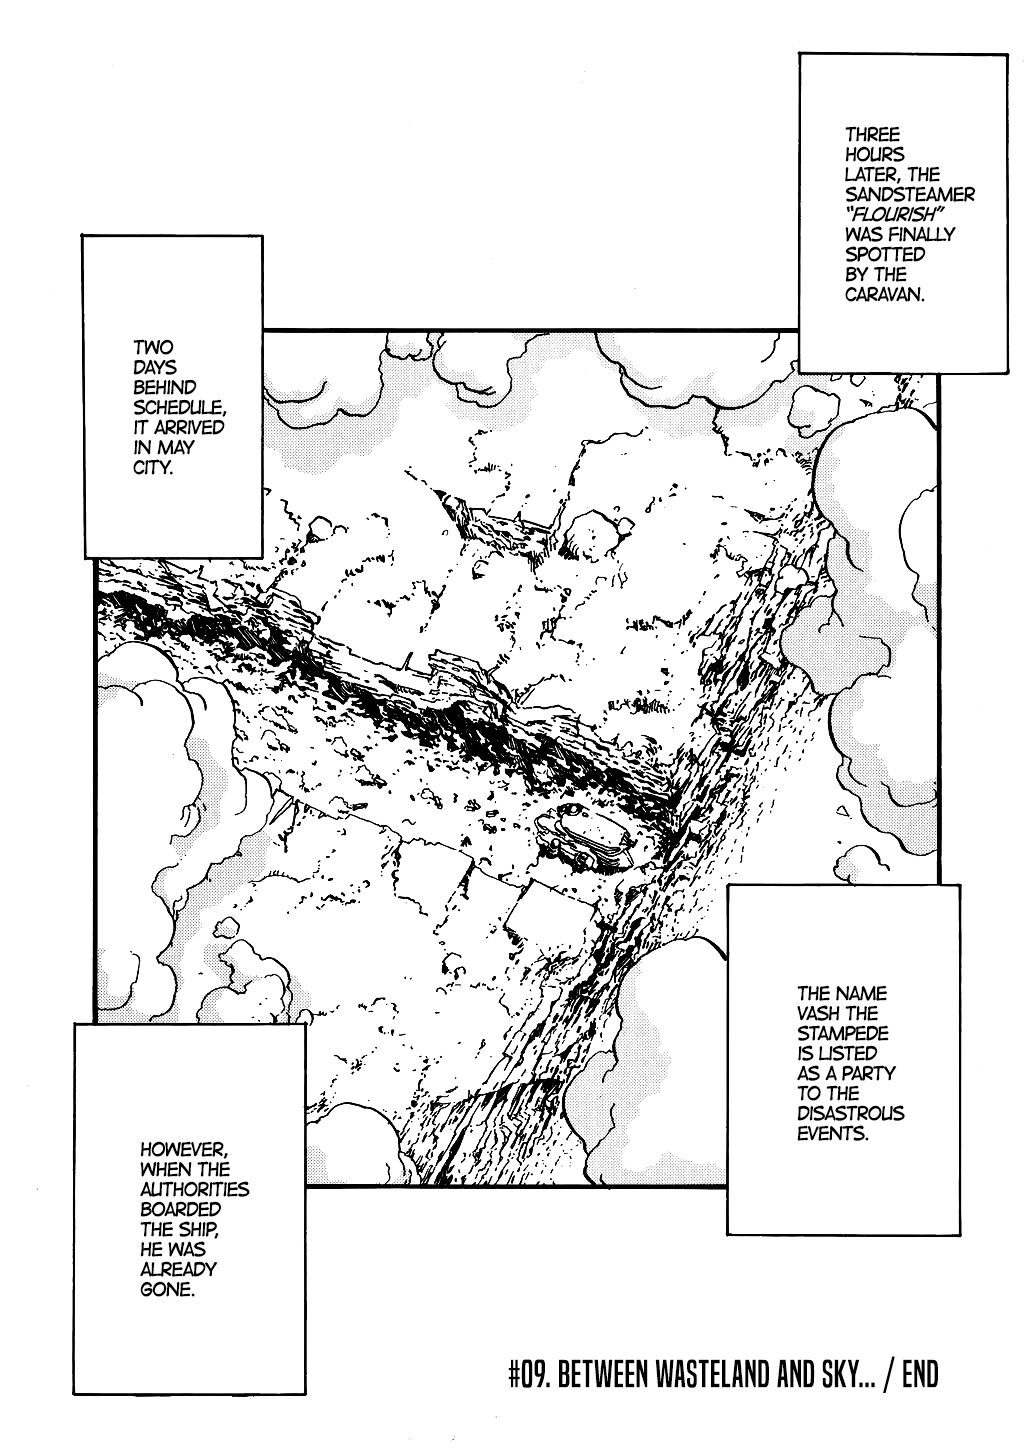 THREE
HOURS
LATER, THE
SANDSTEAMER
"FLOURISH"
WAS FINALLY
SPOTTED
BY THE
CARAVAN.
TWO
DAYS
BEHIND
SCHEDULE,
IT ARRIVED
IN MAY
CITY.
THE NAME
VASH THE
STAMPEDE
IS LISTED
AS A PARTY
TO THE
DISASTROUS
EVENTS.
HOWEVER,
WHEN THE
AUTHORITIES
BOARDED
THE SHIP,
HE WAS
ALREADY
GONE.
#09. BETWEEN WASTELAND AND SKY... / END